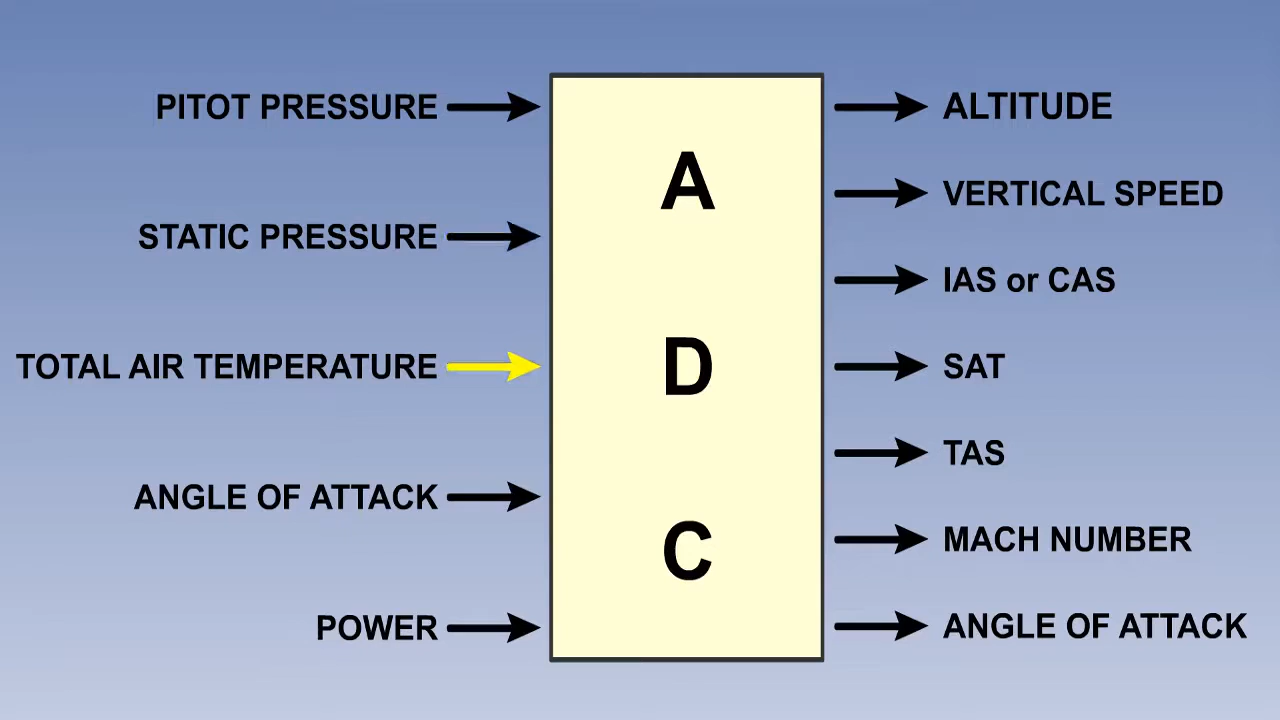 PITOT PRESSURE
STATIC PRESSURE
TOTAL AIR TEMPERATURE
ANGLE OF ATTACK
POWER
A
D
C
ALTITUDE
VERTICAL SPEED
IAS or CAS
SAT
TAS
MACH NUMBER
ANGLE OF ATTACK